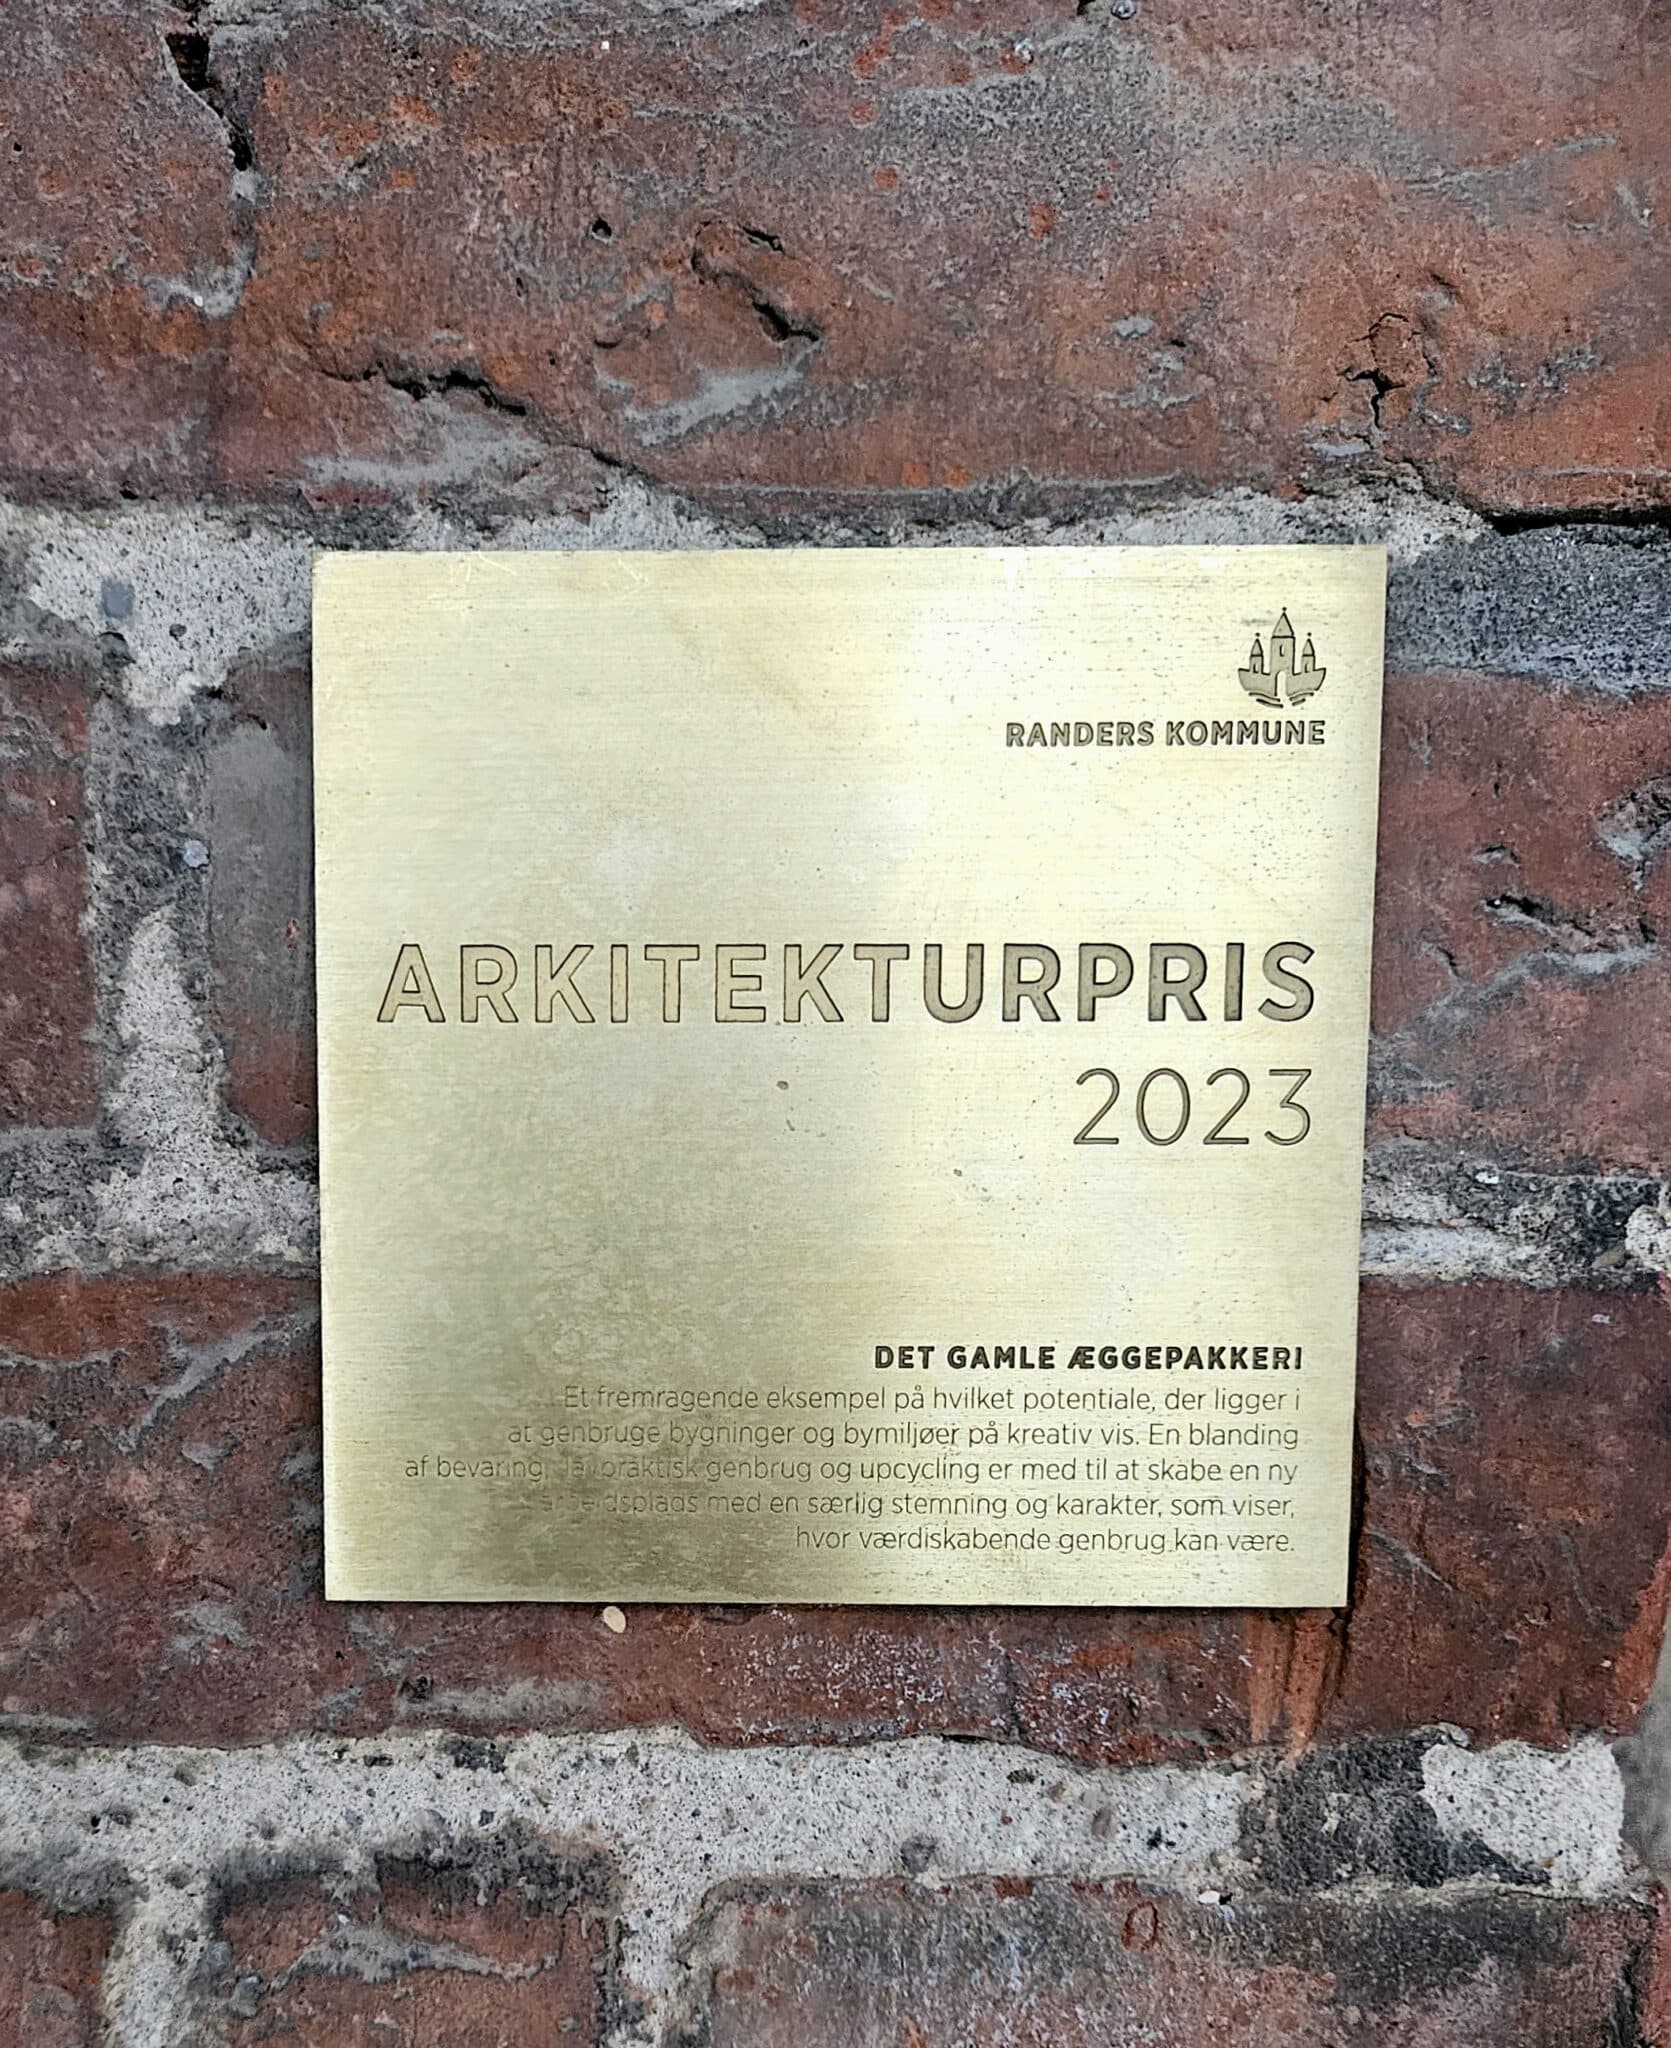 RANDERS KOMMUNE
ARKITEKTURPRIS
2023
DET GAMLE ÆGGEPAKKERI
Et fremragende eksempel på hvilket potentiale, der ligger i
at genbruge bygninger og bymiljøer på kreativ vis. En blanding
af bevaring, praktisk genbrug og upcycling er med til at skabe en ny
arbejdsplads med en særlig stemning og karakter, som viser,
hvor værdiskabende genbrug kan være.